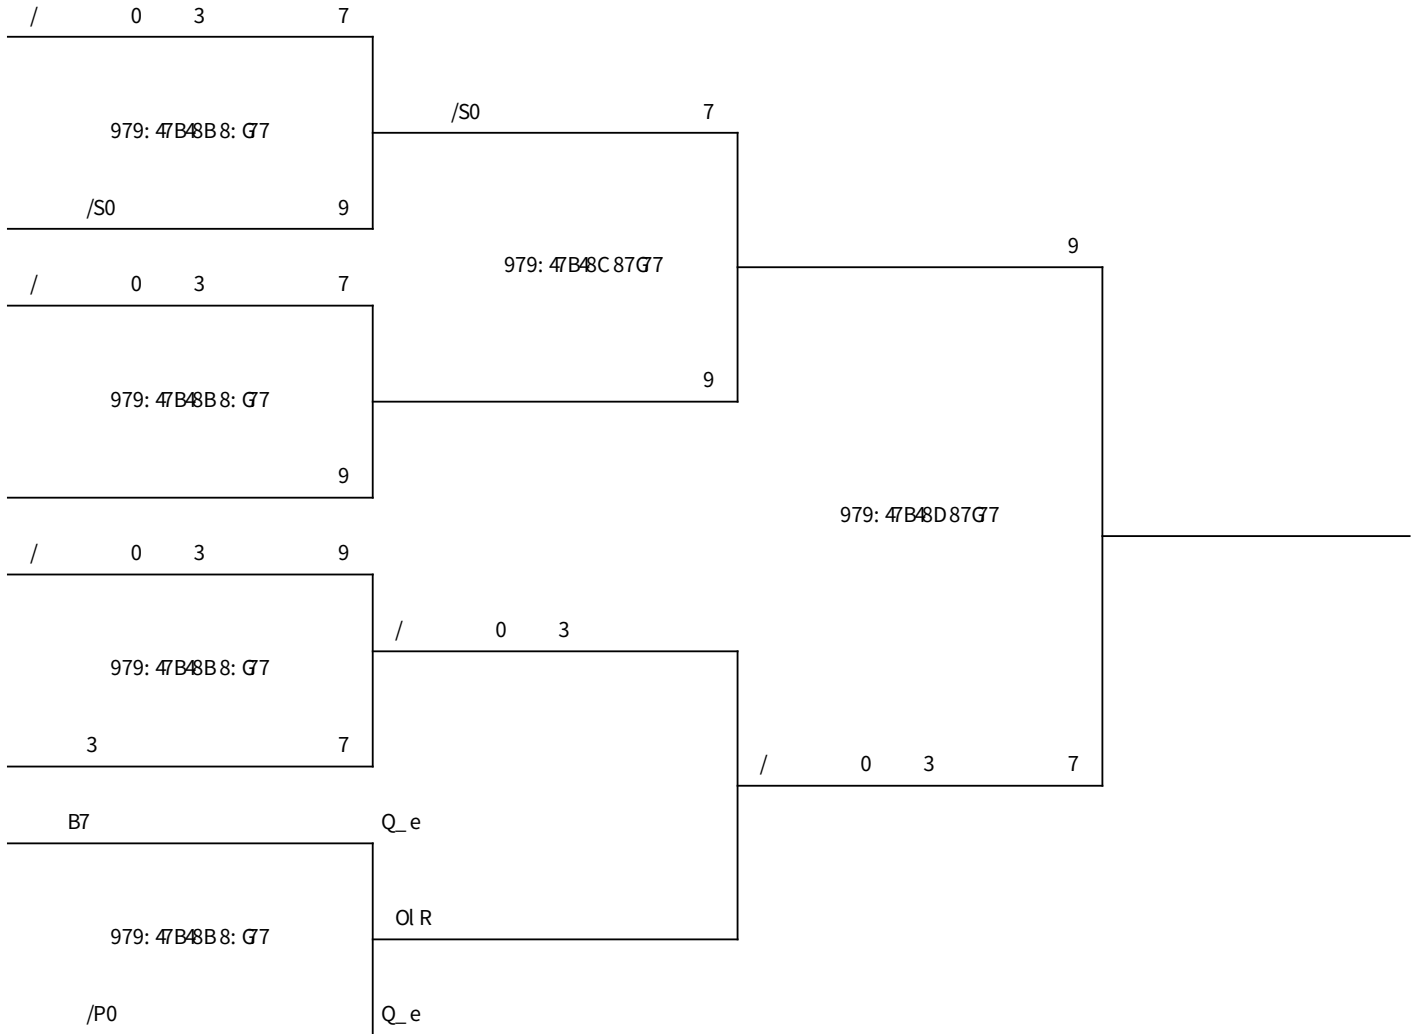 / 0 3 7
979: 47B48B 8: G77
/S0 9
/S0 7
979: 47B48C 87G77
9
/ 0 3 7
979: 47B48B 8: G77
9
9
979: 47B48D 87G77
/ 0 3 9
979: 47B48B 8: G77
3 7
/ 0 3
/ 0 3 7
B7 Q_e
979: 47B48B 8: G77
Ol R
/P0 Q_e